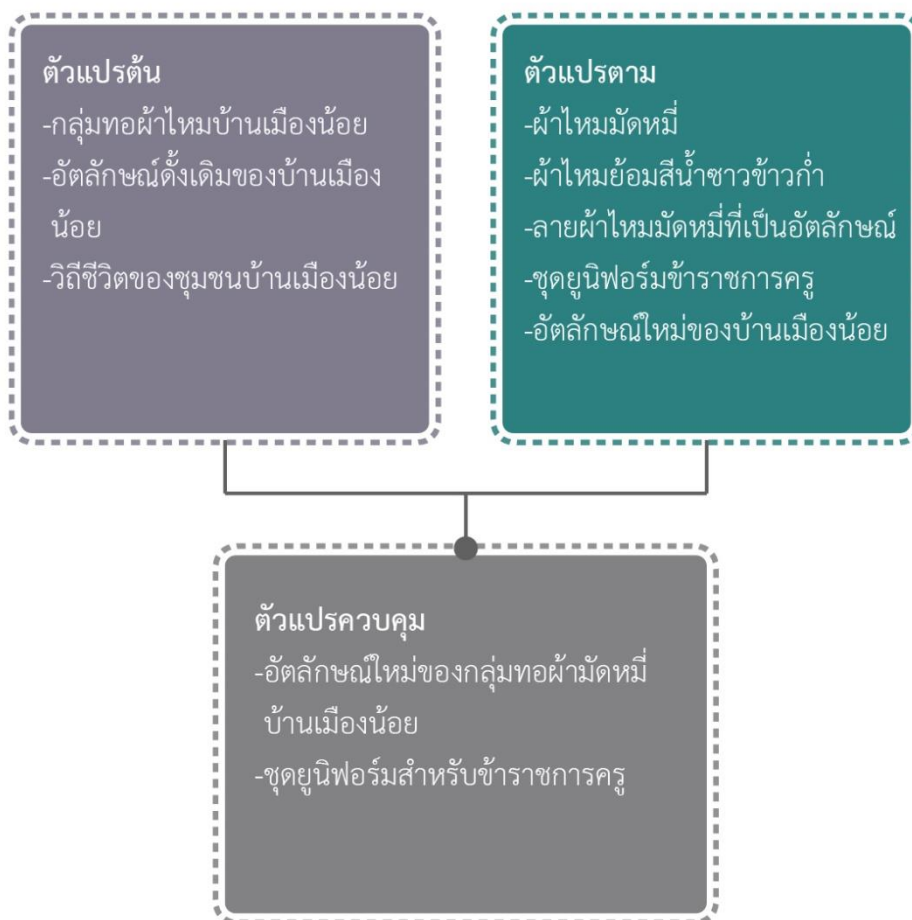 ตัวแปรต้น
-กลุ่มทอผ้าไหมบ้านเมืองน้อย
-อัตลักษณ์ดั้งเดิมของบ้านเมือง
น้อย
-วิถีชีวิตของชุมชนบ้านเมืองน้อย
ตัวแปรตาม
-ผ้าไหมมัดหมี่
-ผ้าไหมย้อมสีน้ำซาวข้าวก่ำ
-ลายผ้าไหมมัดหมี่ที่เป็นอัตลักษณ์
-ชุดยูนิฟอร์มข้าราชการครู
-อัตลักษณ์ใหม่ของบ้านเมืองน้อย
ตัวแปรควบคุม
-อัตลักษณ์ใหม่ของกลุ่มทอผ้ามัดหมี่
บ้านเมืองน้อย
-ชุดยูนิฟอร์มสำหรับข้าราชการครู